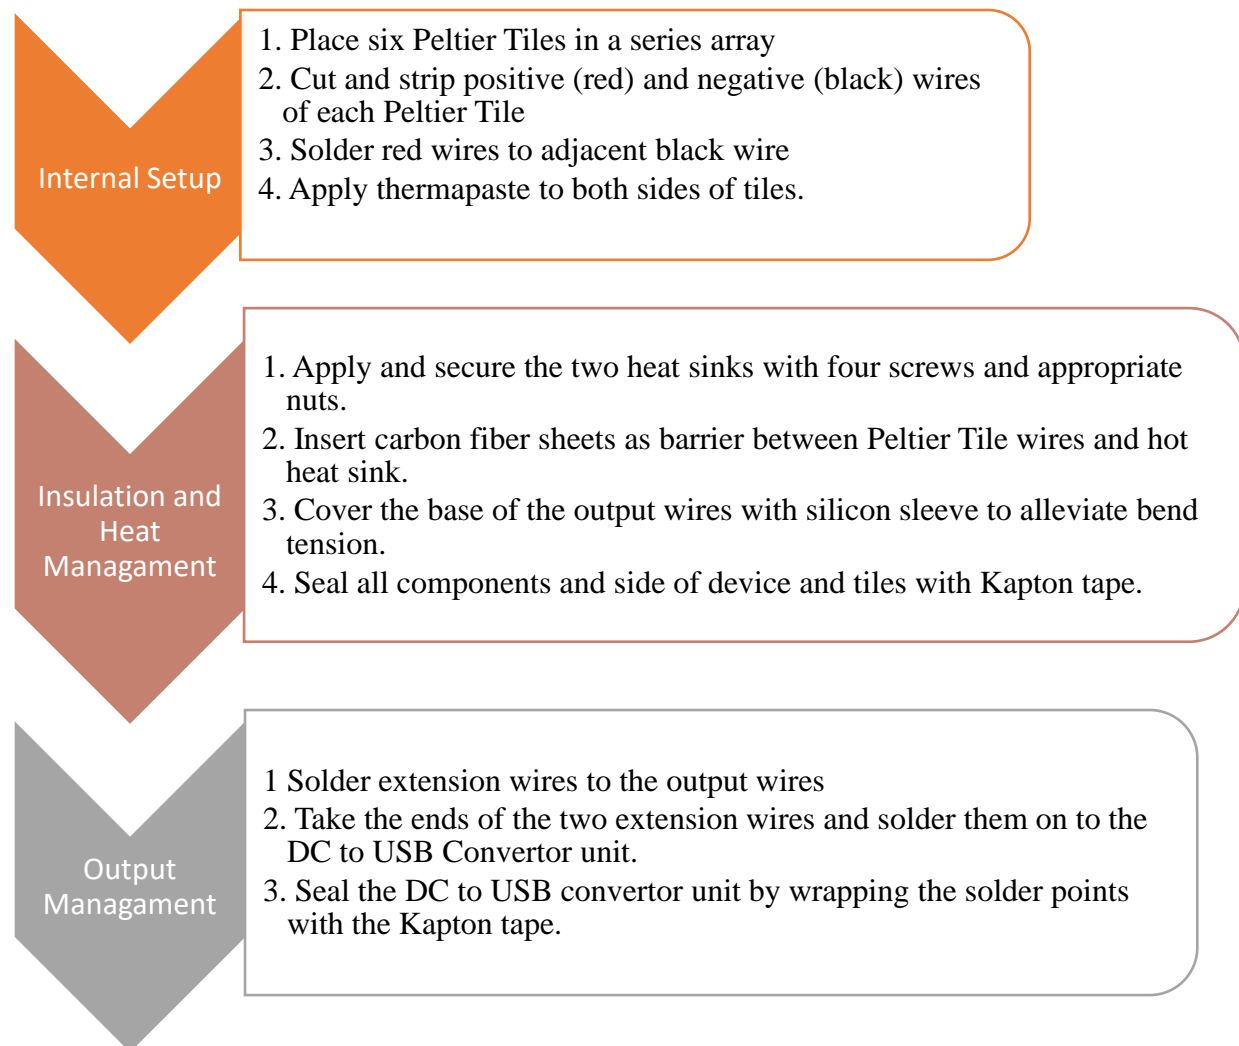 Internal Setup
1. Place six Peltier Tiles in a series array
2. Cut and strip positive (red) and negative (black) wires
of each Peltier Tile
3. Solder red wires to adjacent black wire
4. Apply thermapaste to both sides of tiles.
Insulation and
Heat
Managament
1. Apply and secure the two heat sinks with four screws and appropriate
nuts.
2. Insert carbon fiber sheets as barrier between Peltier Tile wires and hot
heat sink.
3. Cover the base of the output wires with silicon sleeve to alleviate bend
tension.
4. Seal all components and side of device and tiles with Kapton tape.
Output
Managament
1 Solder extension wires to the output wires
2. Take the ends of the two extension wires and solder them on to the
DC to USB Convertor unit.
3. Seal the DC to USB convertor unit by wrapping the solder points
with the Kapton tape.